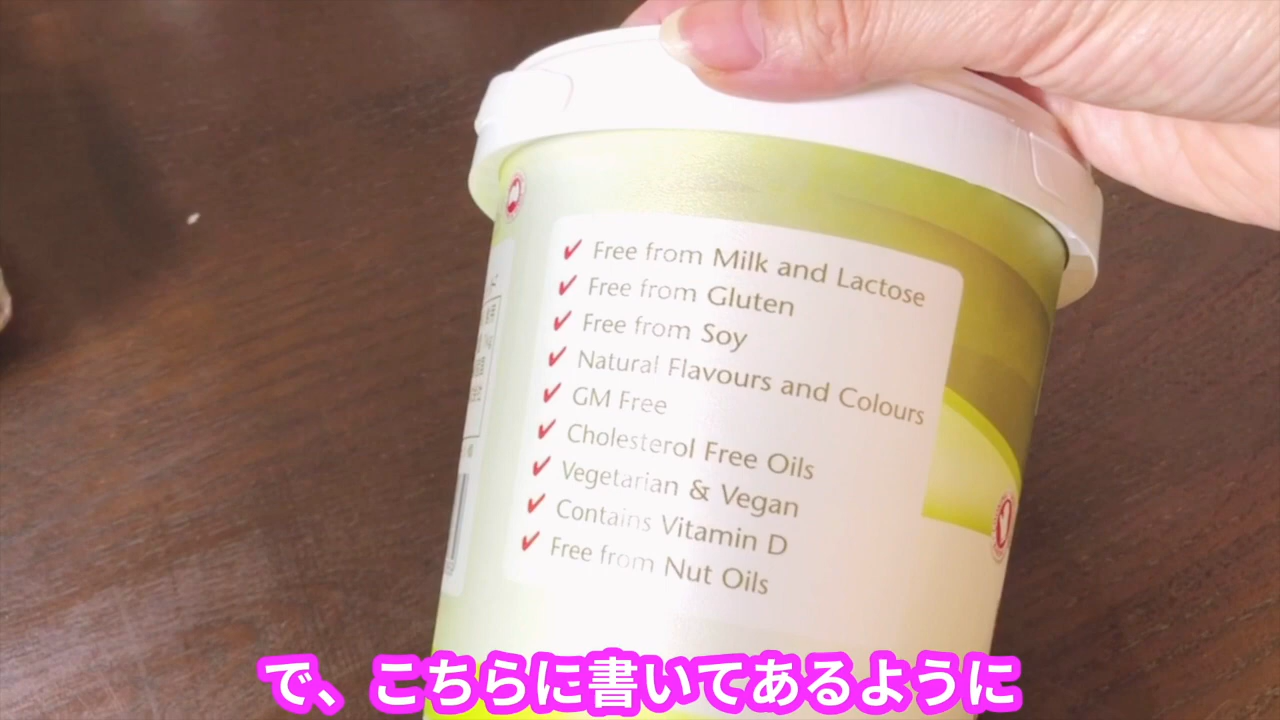 Free from Milk and Lactose
Free from Gluten
Free from Soy
Natural Flavours and Colours
GM Free
Cholesterol Free Oils
Vegetarian & Vegan
Contains Vitamin D
Free from Nut Oils
で、こちらに書いてあるように